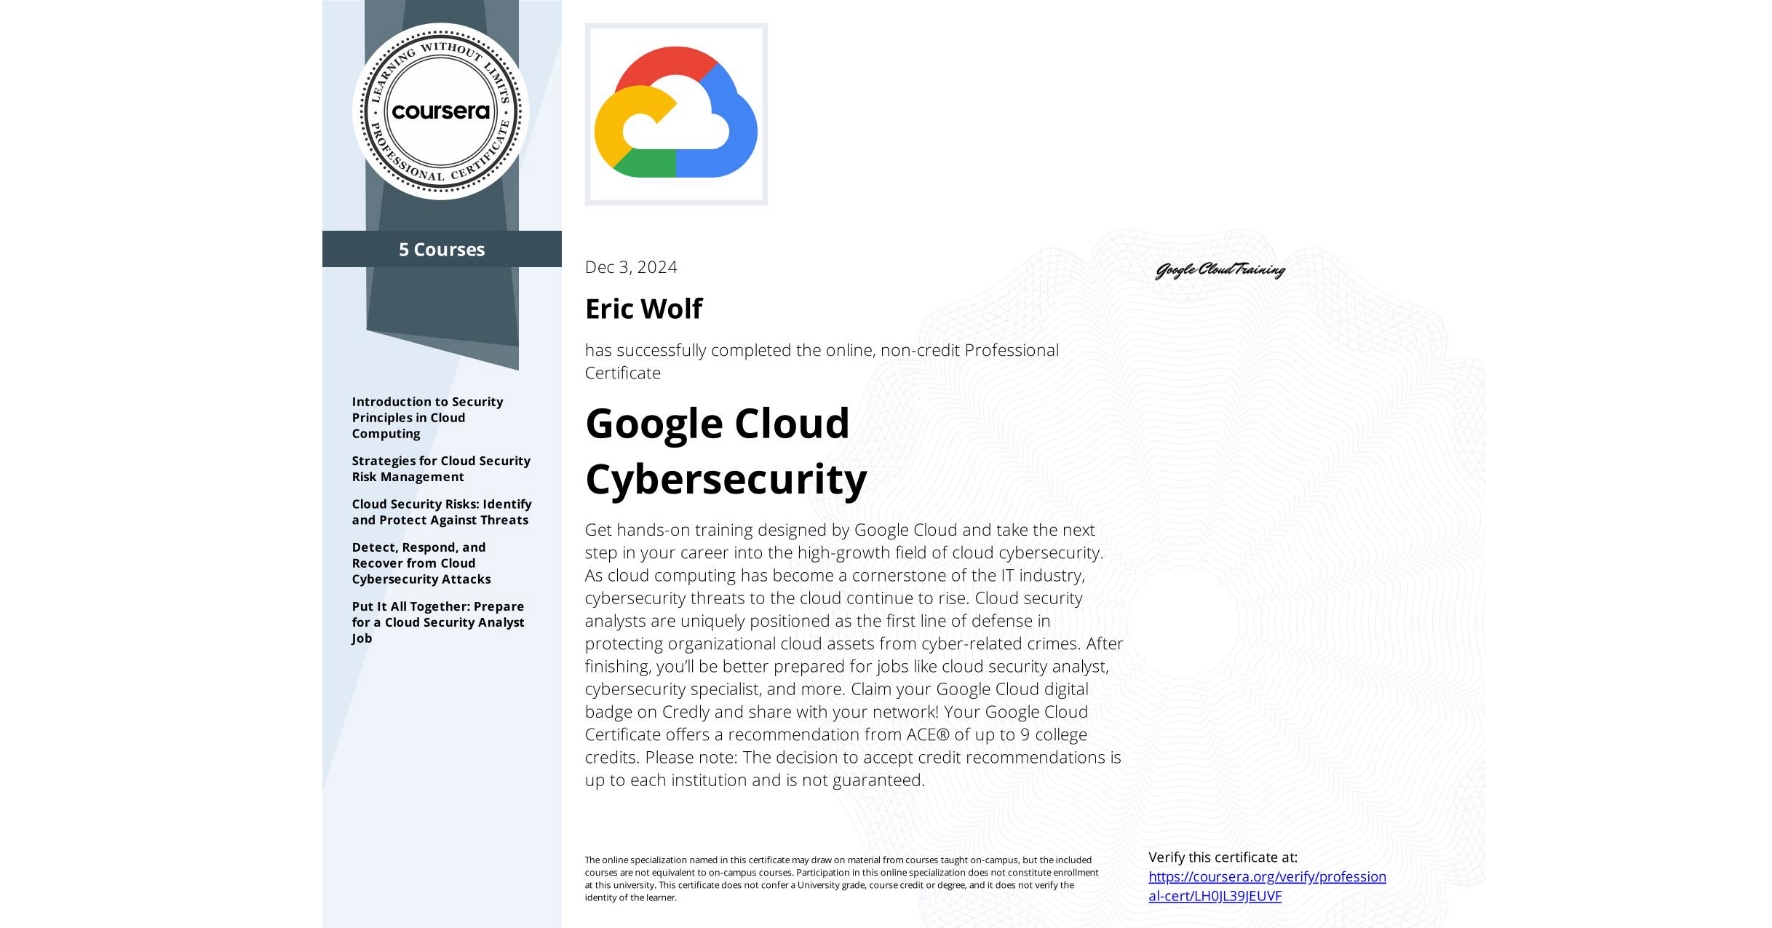 LEARNING WITHOUT LIMITS
coursera
PROFESSIONAL CERTIFICATE
5 Courses
Introduction to Security
Principles in Cloud
Computing
Strategies for Cloud Security
Risk Management
Cloud Security Risks: Identify
and Protect Against Threats
Detect, Respond, and
Recover from Cloud
Cybersecurity Attacks
Put It All Together: Prepare
for a Cloud Security Analyst
Job
Dec 3, 2024
Eric Wolf
has successfully completed the online, non-credit Professional
Certificate
Google Cloud
Cybersecurity
Get hands-on training designed by Google Cloud and take the next
step in your career into the high-growth field of cloud cybersecurity.
As cloud computing has become a cornerstone of the IT industry,
cybersecurity threats to the cloud continue to rise. Cloud security
analysts are uniquely positioned as the first line of defense in
protecting organizational cloud assets from cyber-related crimes. After
finishing, you’ll be better prepared for jobs like cloud security analyst,
cybersecurity specialist, and more. Claim your Google Cloud digital
badge on Credly and share with your network! Your Google Cloud
Certificate offers a recommendation from ACE® of up to 9 college
credits. Please note: The decision to accept credit recommendations is
up to each institution and is not guaranteed.
Google Cloud Training
The online specialization named in this certificate may draw on material from courses taught on-campus, but the included
courses are not equivalent to on-campus courses. Participation in this online specialization does not constitute enrollment
at this university. This certificate does not confer a University grade, course credit or degree, and it does not verify the
identity of the learner.
Verify this certificate at:
https://coursera.org/verify/profession
al-cert/LH0JL39JEUVF